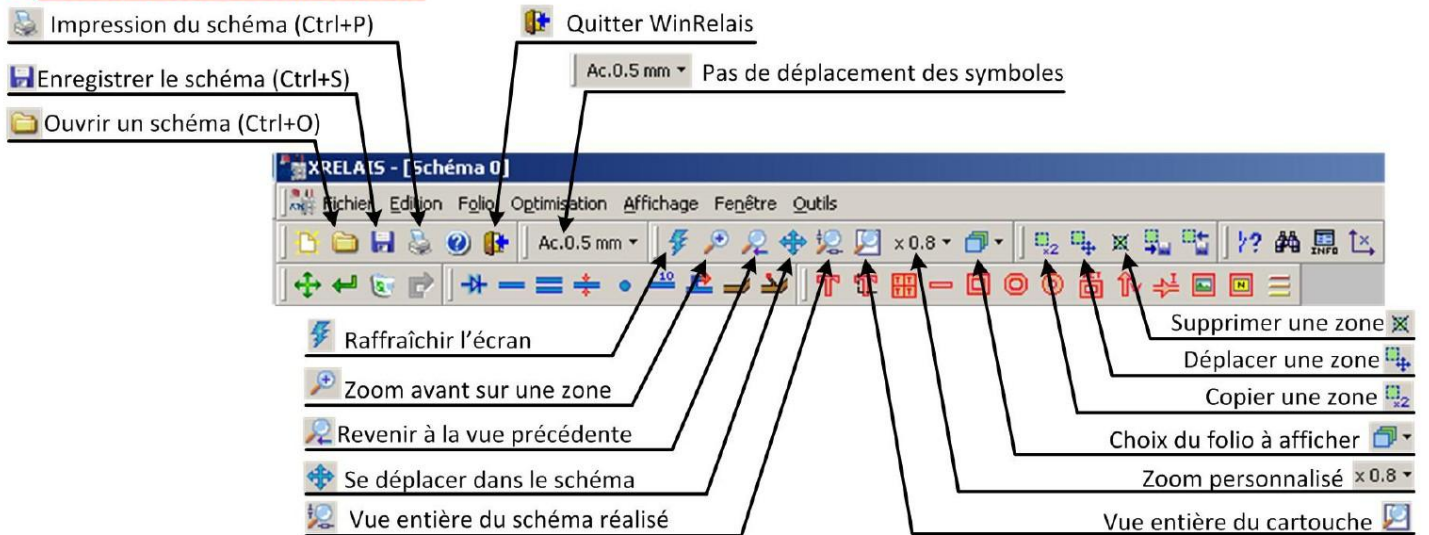 Impression du schéma (Ctrl+P)
Quitter WinRelais
Ac.0.5 mm Pas de déplacement des symboles
Enregistrer le schéma (Ctrl+S)
Ouvrir un schéma (Ctrl+O)
XRELAIS - [Schéma 0]
Fichier Edition Folio Optimisation Affichage Fenêtre Outils
Ac.0.5 mm x 0.8 x2 INFO
10
Raffraîchir l'écran
Supprimer une zone
Déplacer une zone
Zoom avant sur une zone
Copier une zone x2
Revenir à la vue précédente
Choix du folio à afficher
Se déplacer dans le schéma
Zoom personnalisé x 0.8
Vue entière du schéma réalisé
Vue entière du cartouche